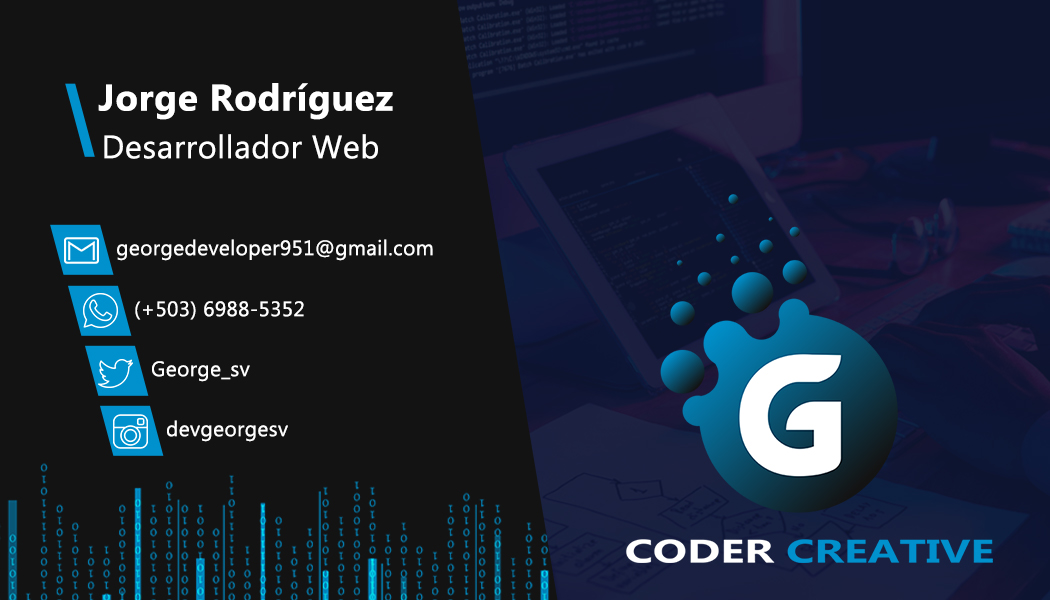 Jorge Rodríguez
Desarrollador Web
georgedeveloper951@gmail.com
(+503) 6988-5352
George_sv
devgeorgesv
G
CODER CREATIVE